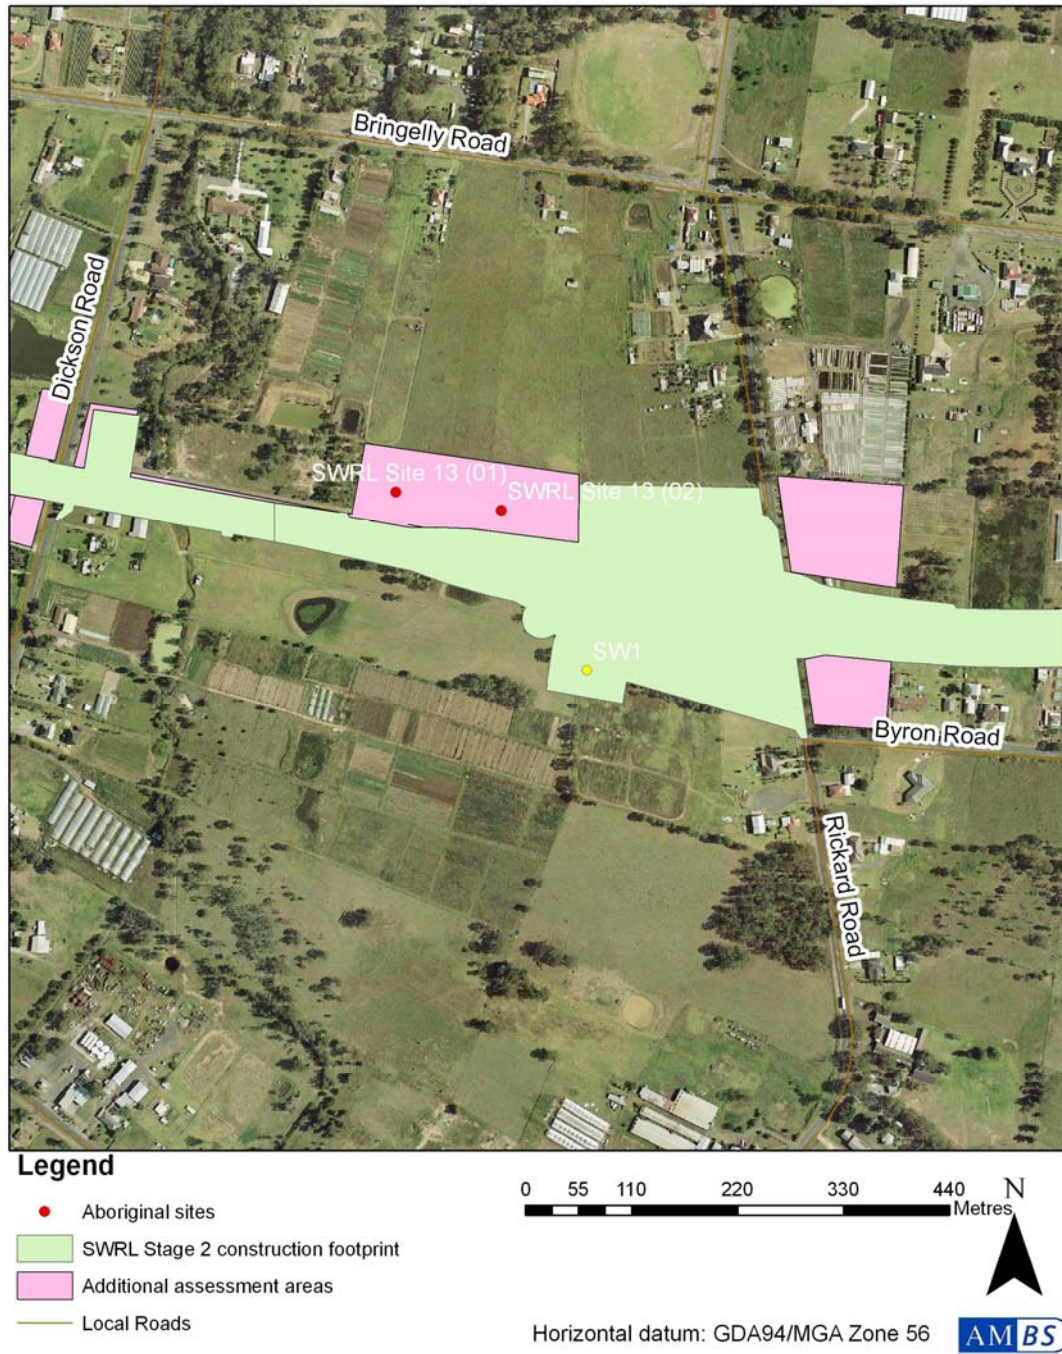 Bringelly Road
Dickson Road
SWRL Site 13 (01)
SWRL Site 13 (02)
SW1
Byron Road
Rickard Road
Legend
Aboriginal sites
SWRL Stage 2 construction footprint
Additional assessment areas
Local Roads
0 55 110 220 330 440
Metres
N
Horizontal datum: GDA94/MGA Zone 56
AMBS